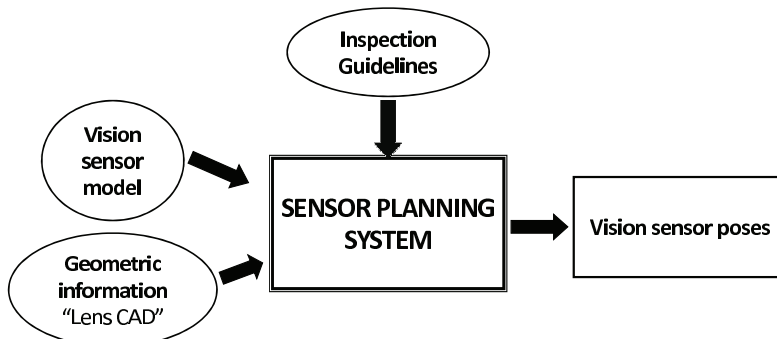 Inspection
Guidelines
Vision
sensor
model
SENSOR PLANNING
SYSTEM
Vision sensor poses
Geometric
information
“Lens CAD”